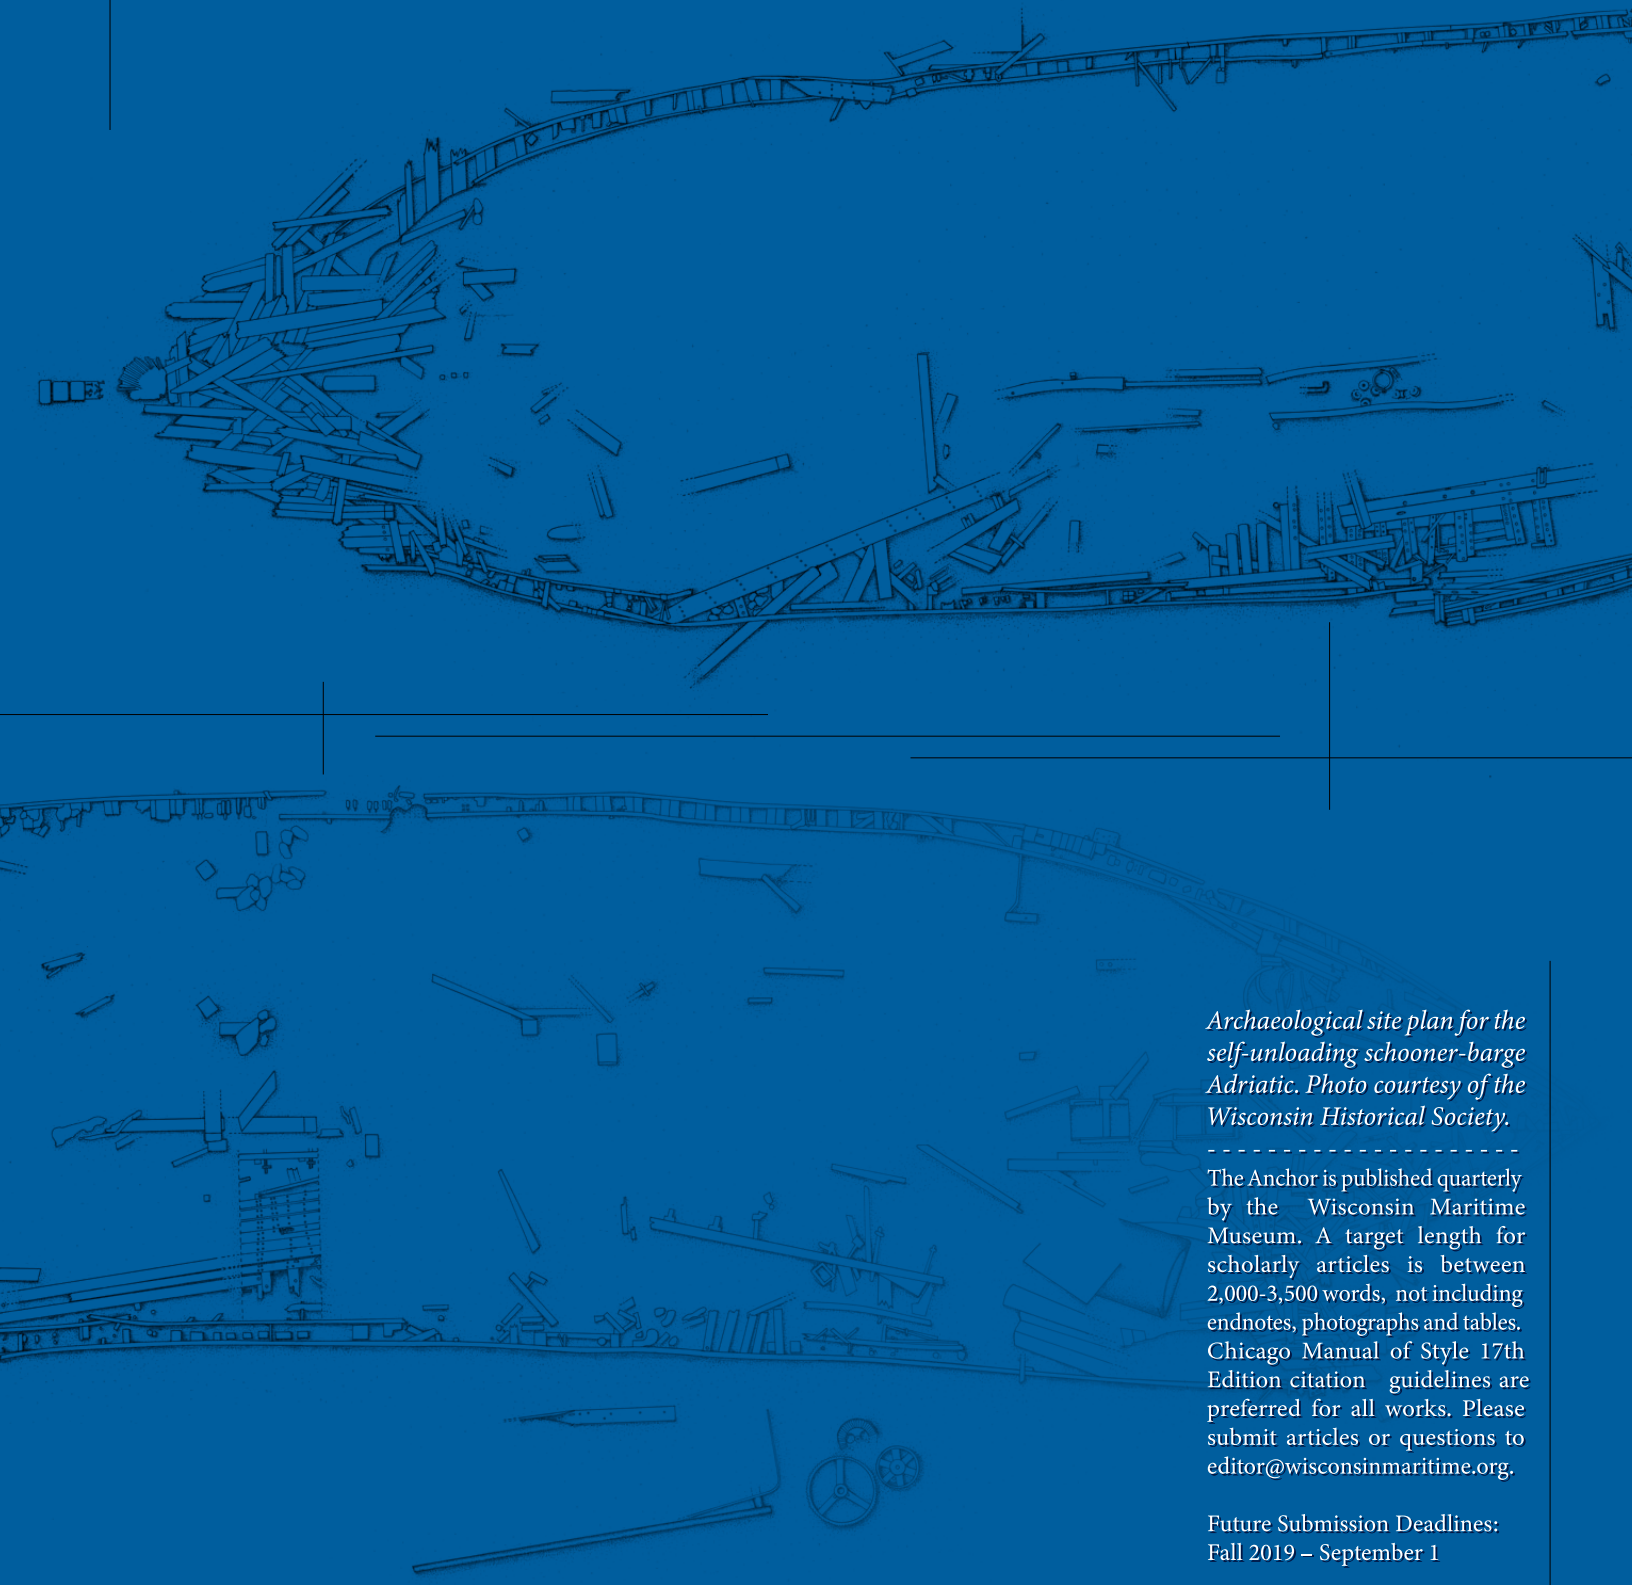 Archaeological site plan for the
self-unloading schooner-barge
Adriatic. Photo courtesy of the
Wisconsin Historical Society.
- - - - - - - - - - - - - - - - - - - - -
The Anchor is published quarterly
by the Wisconsin Maritime
Museum. A target length for
scholarly articles is between
2,000-3,500 words, not including
endnotes, photographs and tables.
Chicago Manual of Style 17th
Edition citation guidelines are
preferred for all works. Please
submit articles or questions to
editor@wisconsinmaritime.org.
Future Submission Deadlines:
Fall 2019 – September 1